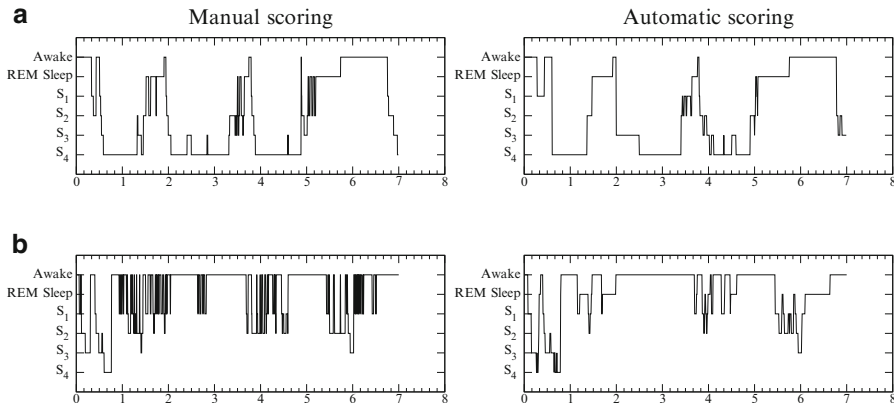 a
Manual scoring
Automatic scoring
Awake
REM Sleep
S1
S2
S3
S4
0 1 2 3 4 5 6 7 8
Awake
REM Sleep
S1
S2
S3
S4
0 1 2 3 4 5 6 7 8
b
Awake
REM Sleep
S1
S2
S3
S4
0 1 2 3 4 5 6 7 8
Awake
REM Sleep
S1
S2
S3
S4
0 1 2 3 4 5 6 7 8